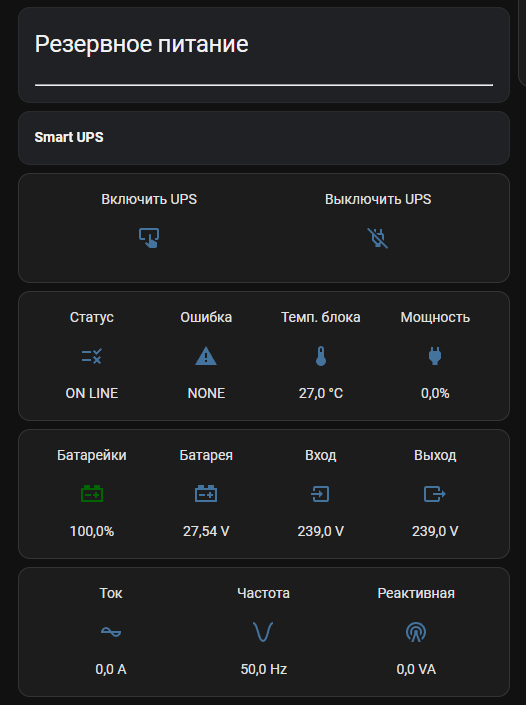 Резервное питание
Smart UPS
Включить UPS Выключить UPS
Статус Ошибка Темп. блока Мощность
ON LINE NONE 27,0 °C 0,0%
Батарейки Батарея Вход Выход
100,0% 27,54 V 239,0 V 239,0 V
Ток Частота Реактивная
0,0 A 50,0 Hz 0,0 VA